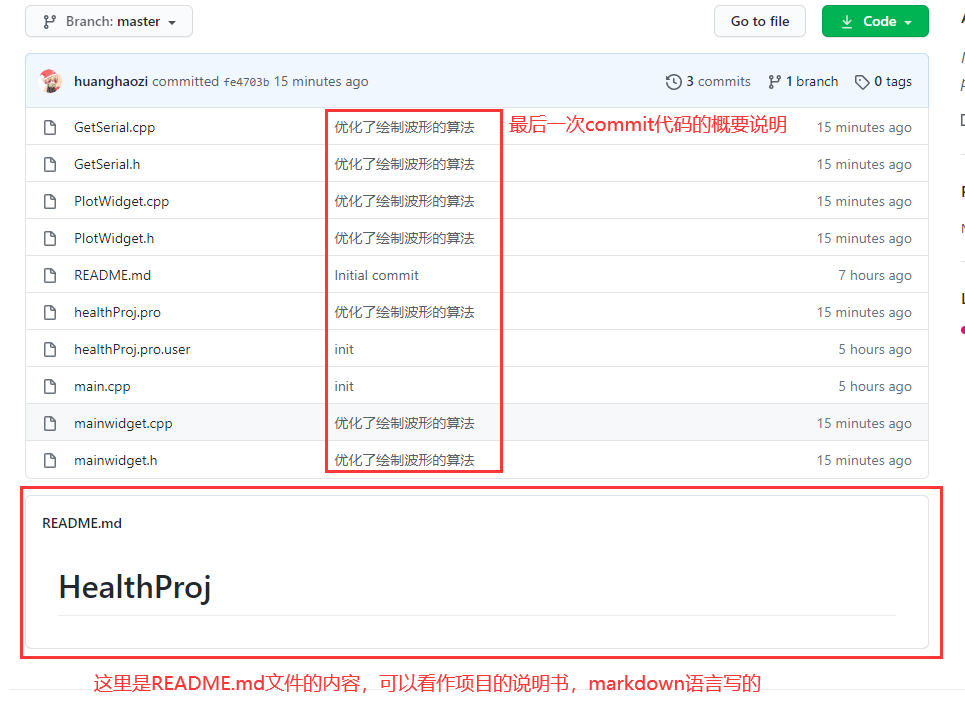 Branch: master
Go to file
Code
huanghaozi committed fe4703b 15 minutes ago
3 commits
1 branch
0 tags
GetSerial.cpp 优化了绘制波形的算法 15 minutes ago
最后一次commit代码的概要说明
GetSerial.h 优化了绘制波形的算法 15 minutes ago
PlotWidget.cpp 优化了绘制波形的算法 15 minutes ago
PlotWidget.h 优化了绘制波形的算法 15 minutes ago
README.md Initial commit 7 hours ago
healthProj.pro 优化了绘制波形的算法 15 minutes ago
healthProj.pro.user init 5 hours ago
main.cpp init 5 hours ago
mainwidget.cpp 优化了绘制波形的算法 15 minutes ago
mainwidget.h 优化了绘制波形的算法 15 minutes ago
README.md
HealthProj
这里是README.md文件的内容，可以看作项目的说明书，markdown语言写的